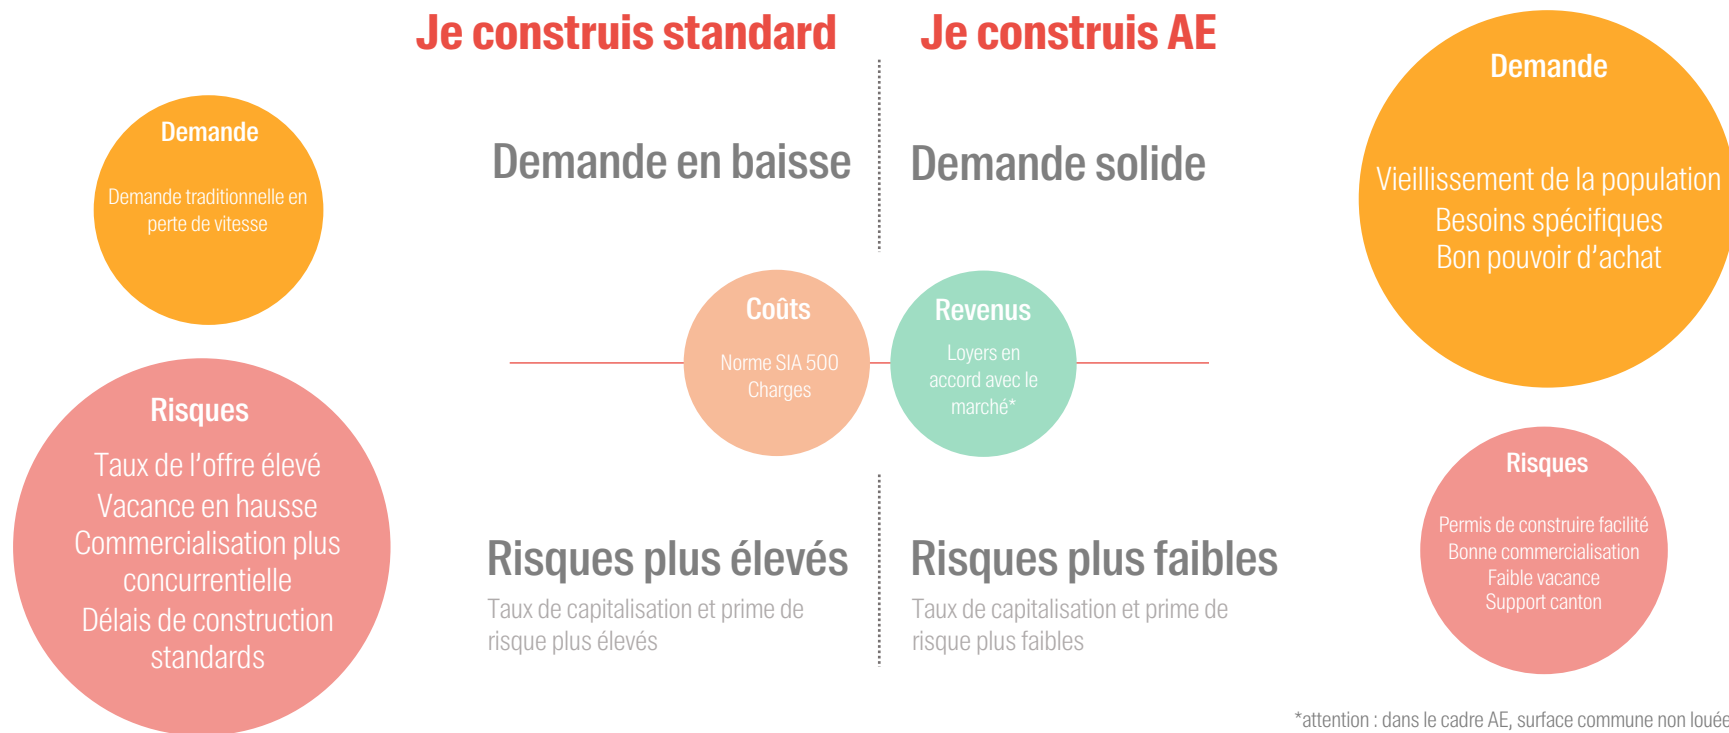 Je construis standard
Je construis AE
Demande
Demande traditionnelle en
perte de vitesse
Demande en baisse
Demande solide
Demande
Vieillissement de la population
Besoins spécifiques
Bon pouvoir d'achat
Coûts
Norme SIA 500
Charges
Revenus
Loyers en
accord avec le
marché*
Risques
Taux de l'offre élevé
Vacance en hausse
Commercialisation plus
concurrentielle
Délais de construction
standards
Risques plus élevés
Taux de capitalisation et prime de
risque plus élevés
Risques plus faibles
Taux de capitalisation et prime de
risque plus faibles
Risques
Permis de construire facilité
Bonne commercialisation
Faible vacance
Support canton
*attention : dans le cadre AE, surface commune non louée